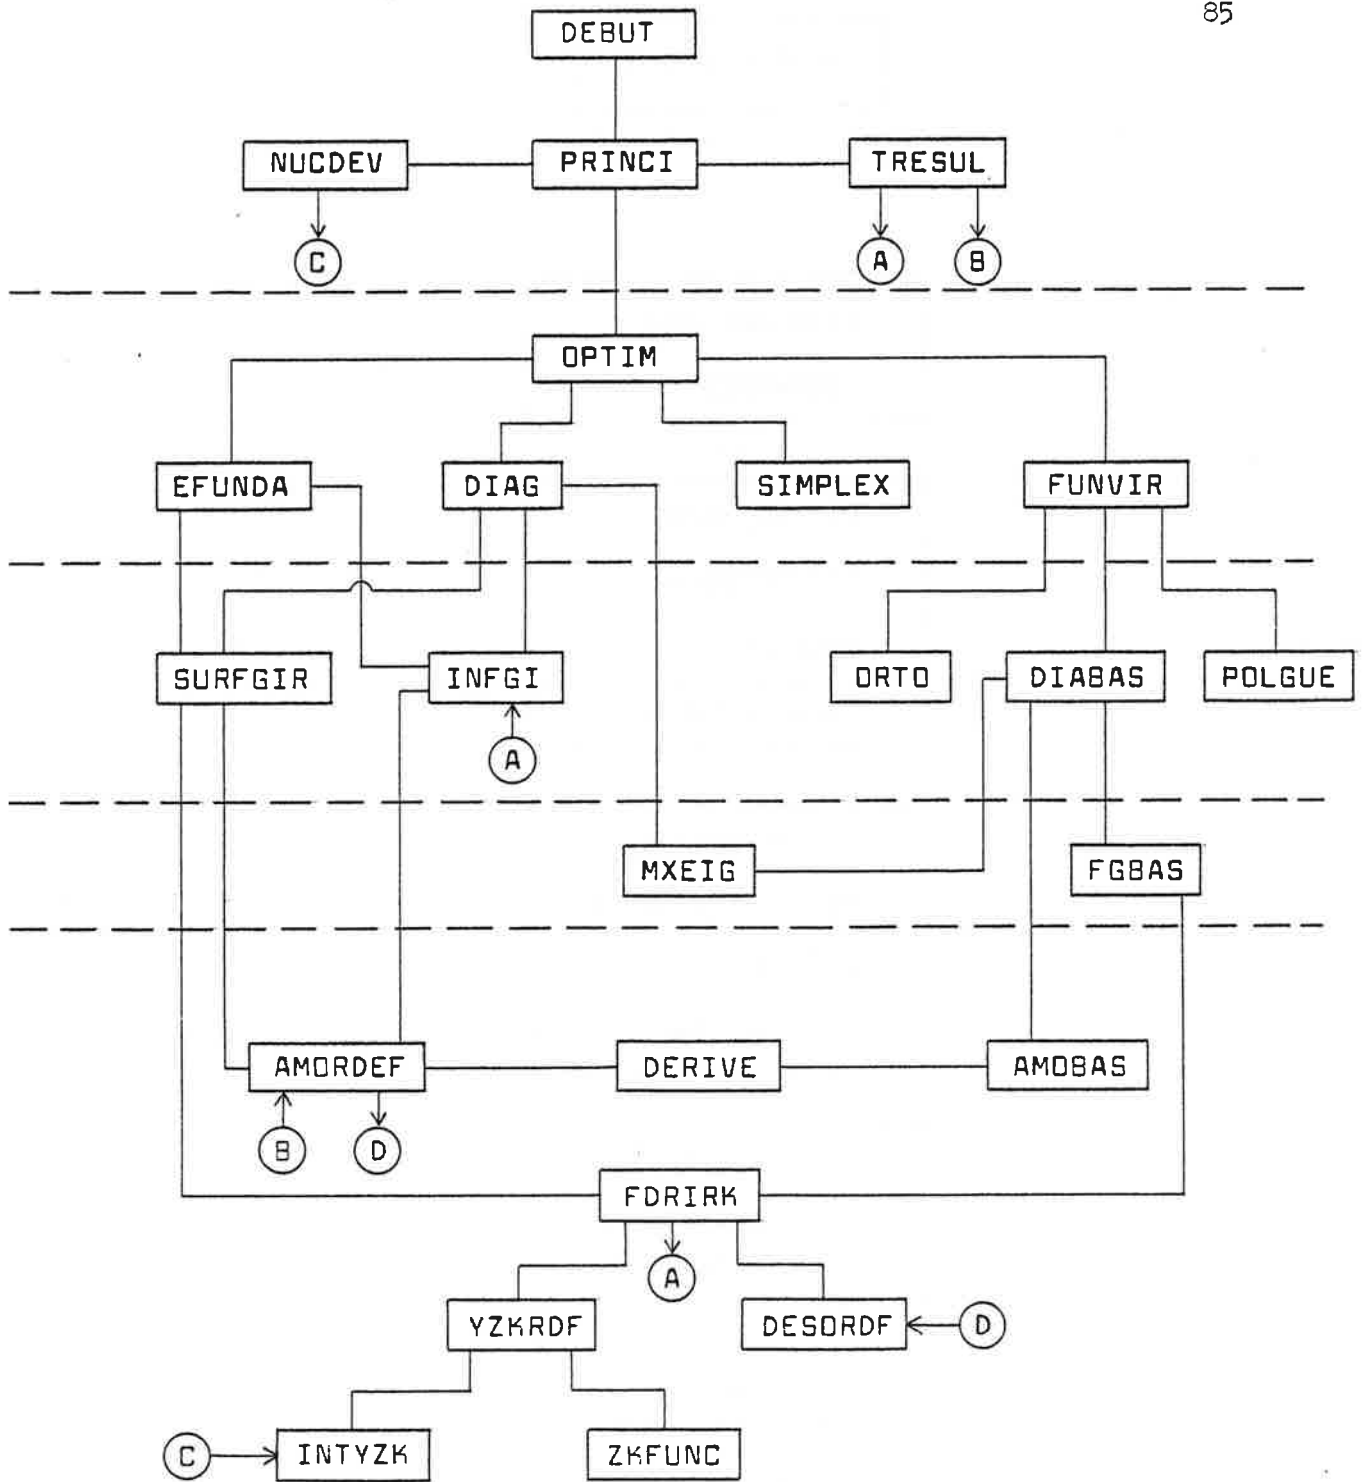 85
DEBUT
NUCDEV PRINCI TRESUL
C A B
OPTIM
EFUNDA DIAG SIMPLEX FUNVIR
SURFGIR INFGI ORTO DIABAS POLGUE
A
MXEIG FGBAS
AMORDEF DERIVE AMOBAS
B D
FDRIRK
A
YZKRDF DESORDF D
C INTYZK ZKFUNC